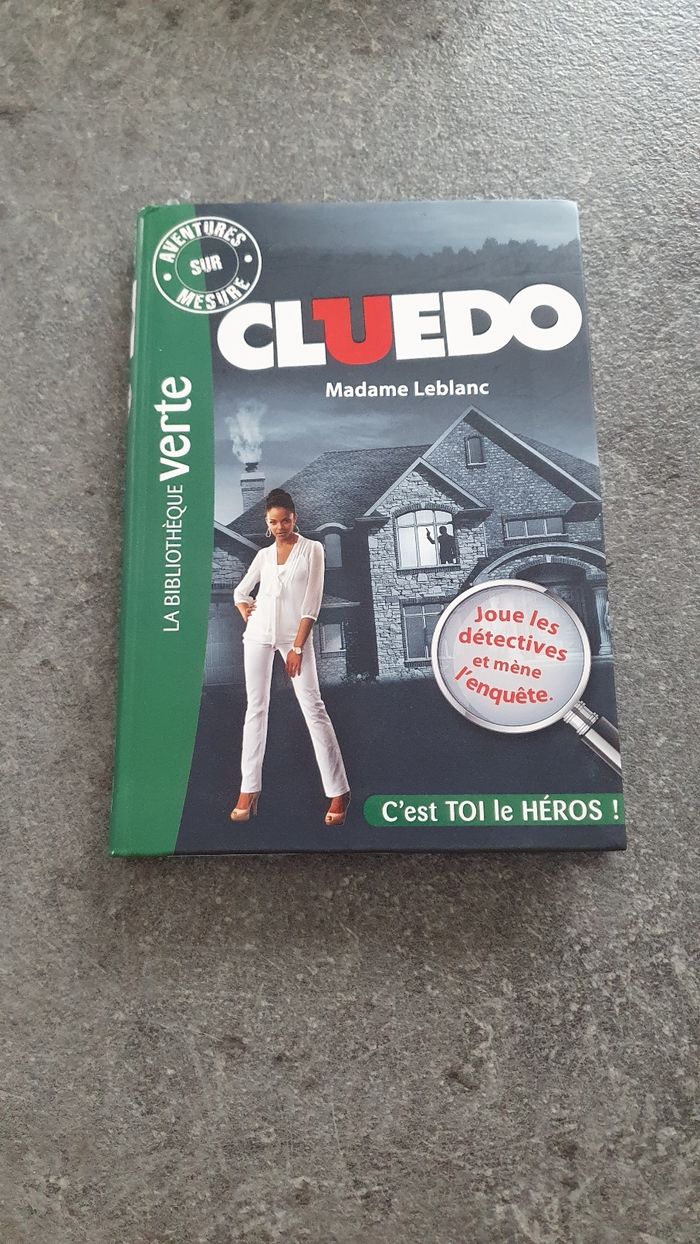 AVENTURES
SUR
MESURE
CLUEDO
Madame Leblanc
LA BIBLIOTHÈQUE verte
Joue les
détectives
et mène
l'enquête.
C'est TOI le HÉROS !